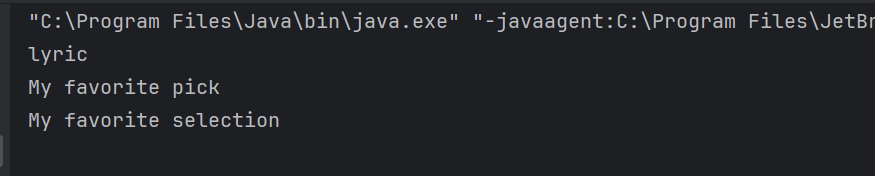 "C:\Program Files\Java\bin\java.exe" "-javaagent:C:\Program Files\JetBr
lyric
My favorite pick
My favorite selection